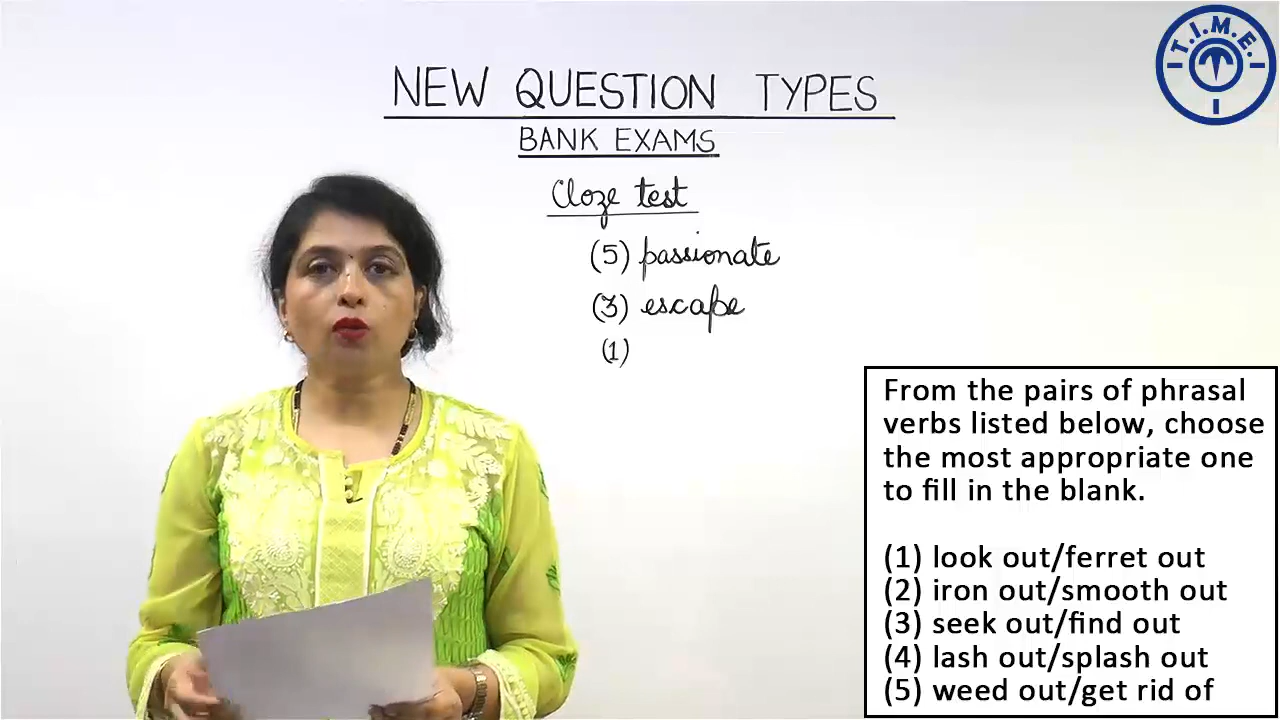 T.I.M.E.
NEW QUESTION TYPES
BANK EXAMS
Cloze test
(5) passionate
(3) escape
(1)
From the pairs of phrasal
verbs listed below, choose
the most appropriate one
to fill in the blank.
(1) look out/ferret out
(2) iron out/smooth out
(3) seek out/find out
(4) lash out/splash out
(5) weed out/get rid of